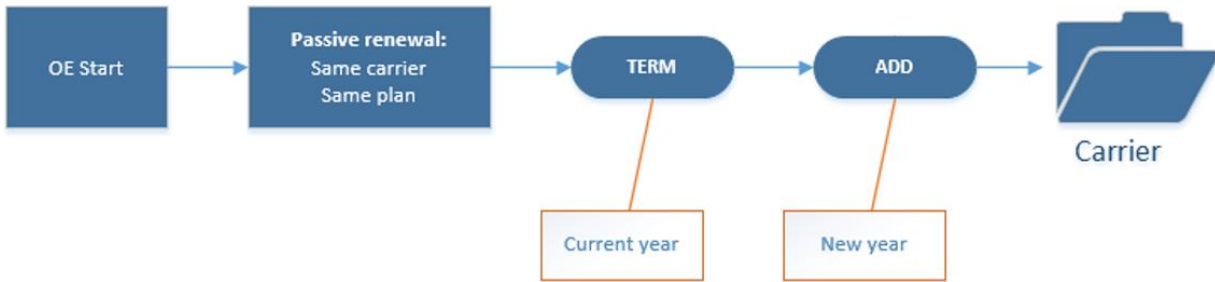 OE Start
Passive renewal:
Same carrier
Same plan
TERM
ADD
Carrier
Current year
New year